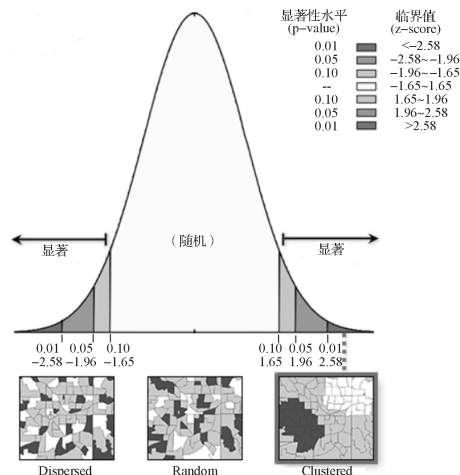 显著性水平 临界值
(p-value) (z-score)
0.01 <-2.58
0.05 -2.58~-1.96
0.10 -1.96~-1.65
-- -1.65~1.65
0.10 1.65~1.96
0.05 1.96~2.58
0.01 >2.58
显著 (随机) 显著
0.01 0.05 0.10 0.10 0.05 0.01
-2.58 -1.96 -1.65 1.65 1.96 2.58
Dispersed Random Clustered